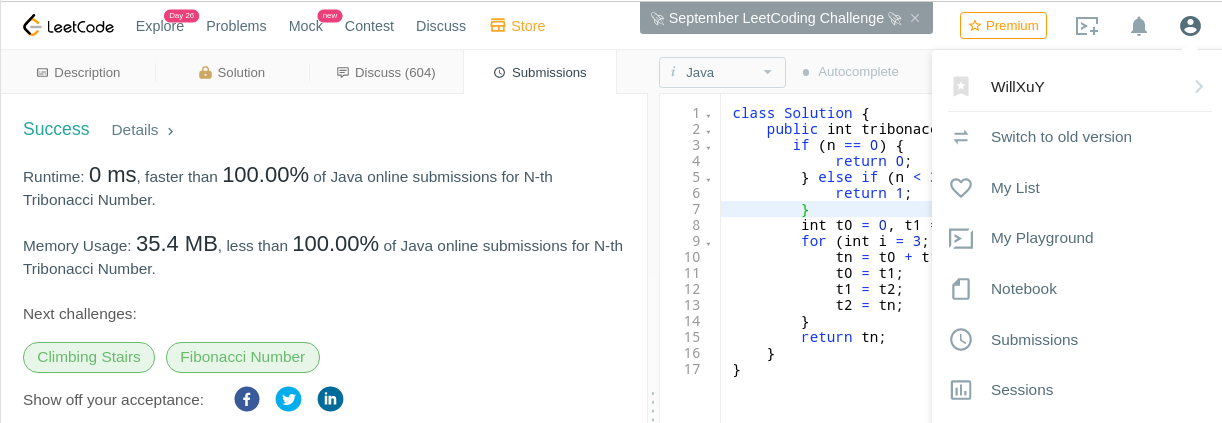 LeetCode Explore Day 26 Problems Mock new Contest Discuss Store 🚀 September LeetCoding Challenge 🚀 × Premium
Description Solution Discuss (604) Submissions
Success Details >
Runtime: 0 ms, faster than 100.00% of Java online submissions for N-th
Tribonacci Number.
Memory Usage: 35.4 MB, less than 100.00% of Java online submissions for N-th
Tribonacci Number.
Next challenges:
Climbing Stairs Fibonacci Number
Show off your acceptance:
i Java Autocomplete
1 class Solution {
2 public int tribonac
3 if (n == 0) {
4 return 0;
5 } else if (n <
6 return 1;
7 }
8 int t0 = 0, t1 =
9 for (int i = 3;
10 tn = t0 + t
11 t0 = t1;
12 t1 = t2;
13 t2 = tn;
14 }
15 return tn;
16 }
17 }
WillXuY
Switch to old version
My List
My Playground
Notebook
Submissions
Sessions